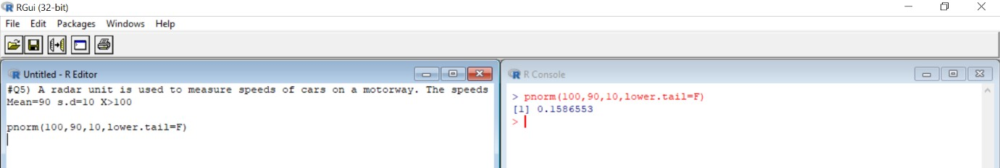 RGui (32-bit)
File Edit Packages Windows Help
Untitled - R Editor
#Q5) A radar unit is used to measure speeds of cars on a motorway. The speeds
Mean=90 s.d=10 X>100
pnorm(100,90,10,lower.tail=F)
R Console
> pnorm(100,90,10,lower.tail=F)
[1] 0.1586553
>